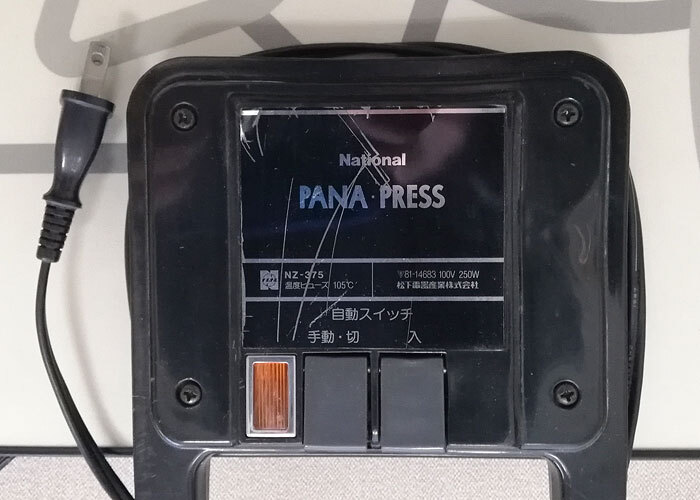 National
PANA PRESS
NZ-375
温度ヒューズ 105℃
81-14683 100V 250W
松下電器産業株式会社
自動スイッチ
手動・切 入